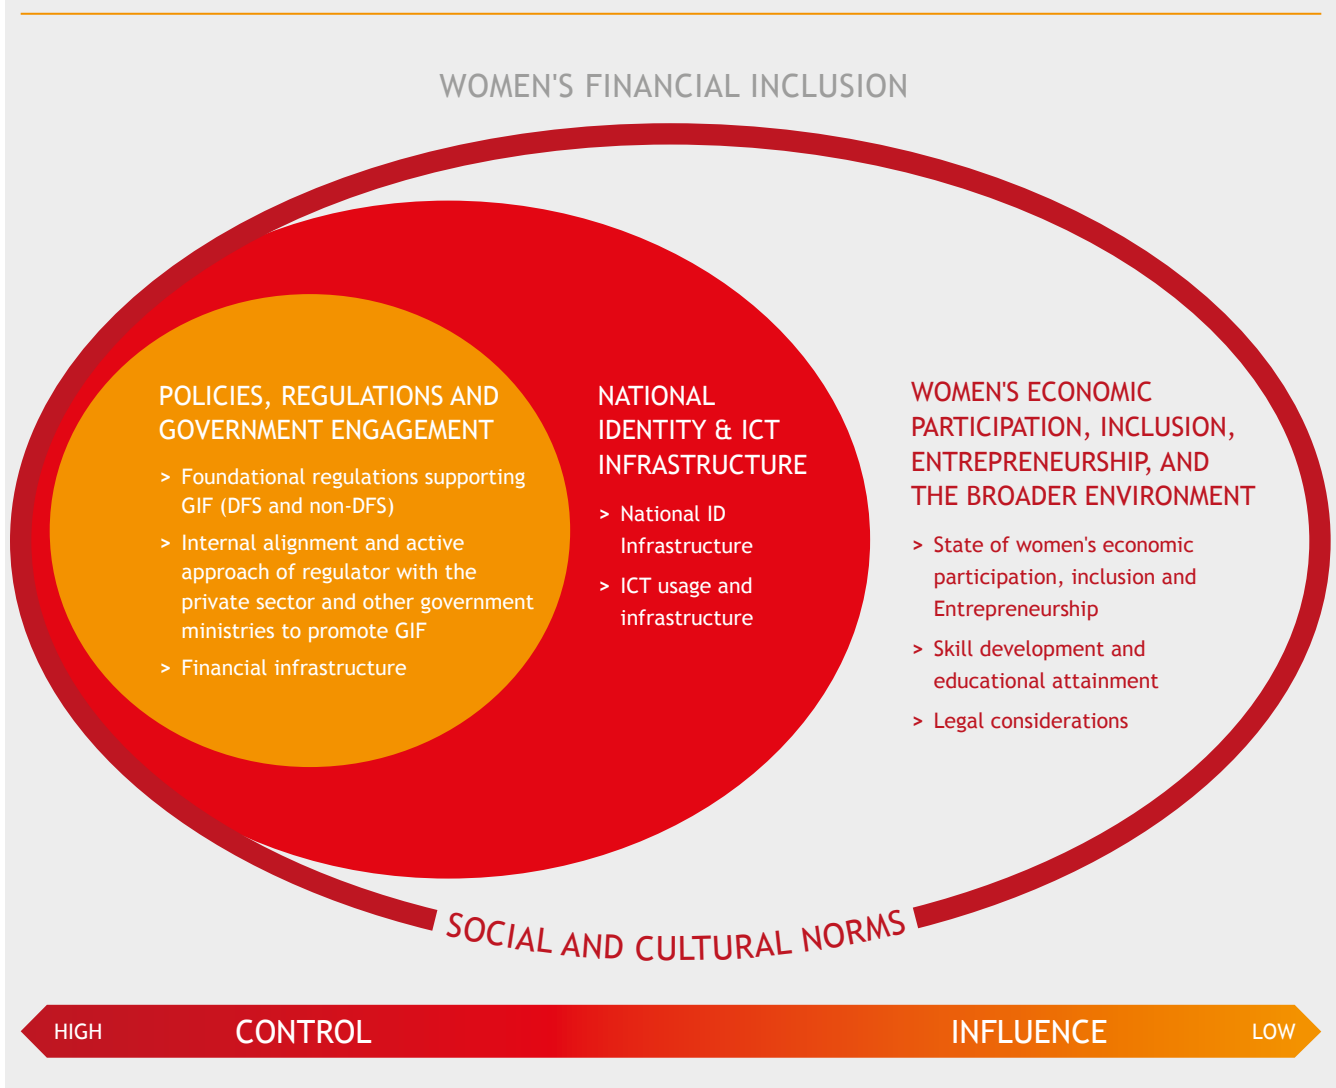 WOMEN'S FINANCIAL INCLUSION
POLICIES, REGULATIONS AND
GOVERNMENT ENGAGEMENT
> Foundational regulations supporting
GIF (DFS and non-DFS)
> Internal alignment and active
approach of regulator with the
private sector and other government
ministries to promote GIF
> Financial infrastructure
NATIONAL
IDENTITY & ICT
INFRASTRUCTURE
> National ID
Infrastructure
> ICT usage and
infrastructure
WOMEN'S ECONOMIC
PARTICIPATION, INCLUSION,
ENTREPRENEURSHIP, AND
THE BROADER ENVIRONMENT
> State of women's economic
participation, inclusion and
Entrepreneurship
> Skill development and
educational attainment
> Legal considerations
SOCIAL AND CULTURAL NORMS
HIGH CONTROL INFLUENCE LOW